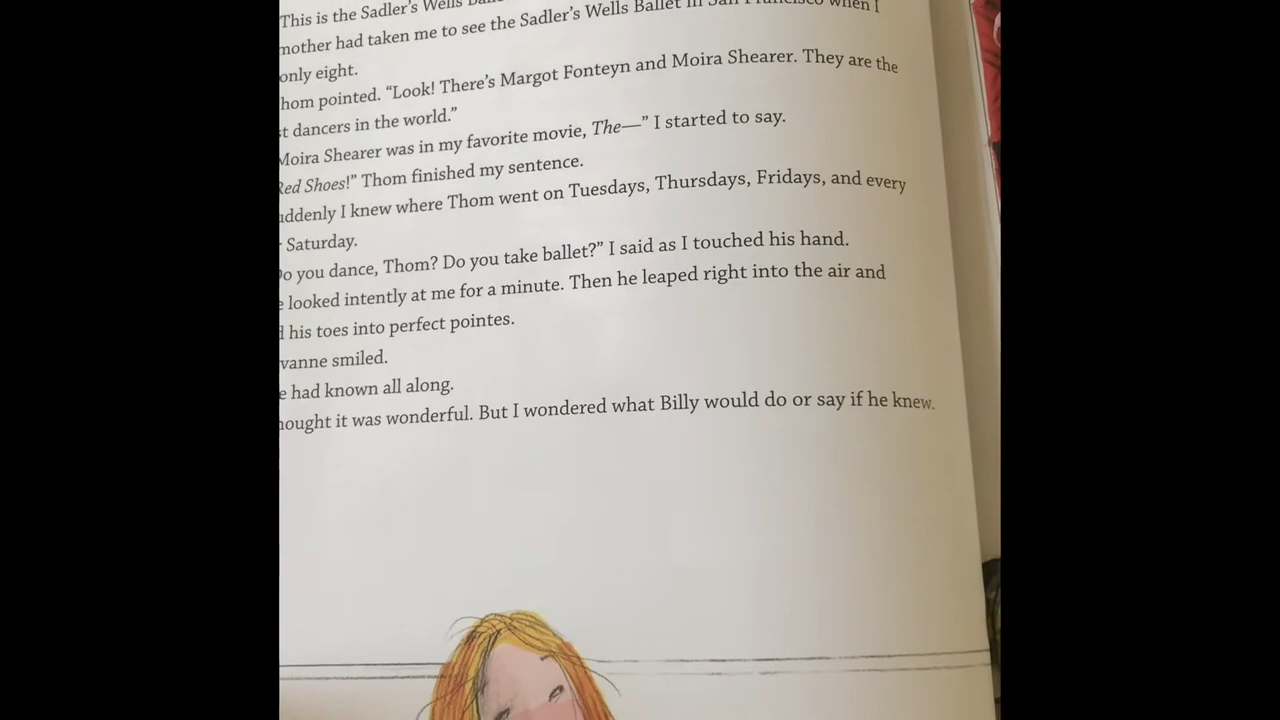 This is the Sadler's Wells
mother had taken me to see the Sadler's Wells Ballet in San Francisco when I
only eight.
hom pointed. “Look! There's Margot Fonteyn and Moira Shearer. They are the
t dancers in the world.”
Moira Shearer was in my favorite movie, The—” I started to say.
Red Shoes!” Thom finished my sentence.
uddenly I knew where Thom went on Tuesdays, Thursdays, Fridays, and every
r Saturday.
Do you dance, Thom? Do you take ballet?” I said as I touched his hand.
e looked intently at me for a minute. Then he leaped right into the air and
d his toes into perfect pointes.
vanne smiled.
e had known all along.
hought it was wonderful. But I wondered what Billy would do or say if he knew.